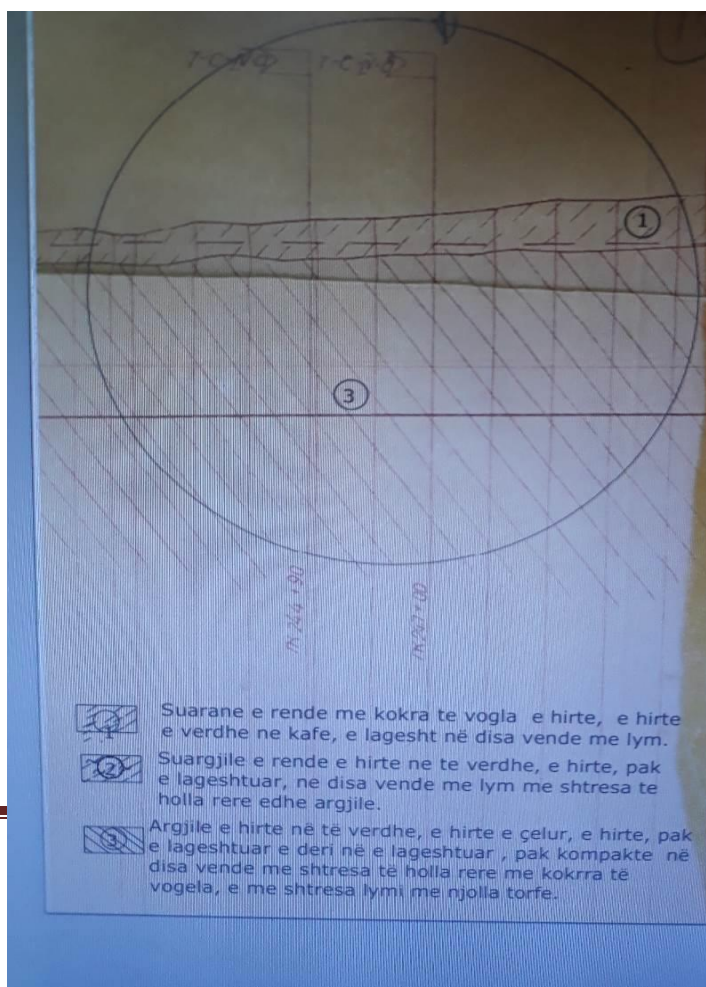 1
3
1
Suarane e rende me kokra te vogla e hirte, e hirte
e verdhe ne kafe, e lagesht në disa vende me lym.
2
Suargjile e rende e hirte ne te verdhe, e hirte, pak
e lageshtuar, ne disa vende me lym me shtresa te
holla rere edhe argjile.
3
Argjile e hirte në të verdhe, e hirte e çelur, e hirte, pak
e lageshtuar e deri në e lageshtuar , pak kompakte në
disa vende me shtresa të holla rere me kokrra të
vogela, e me shtresa lymi me njolla torfe.